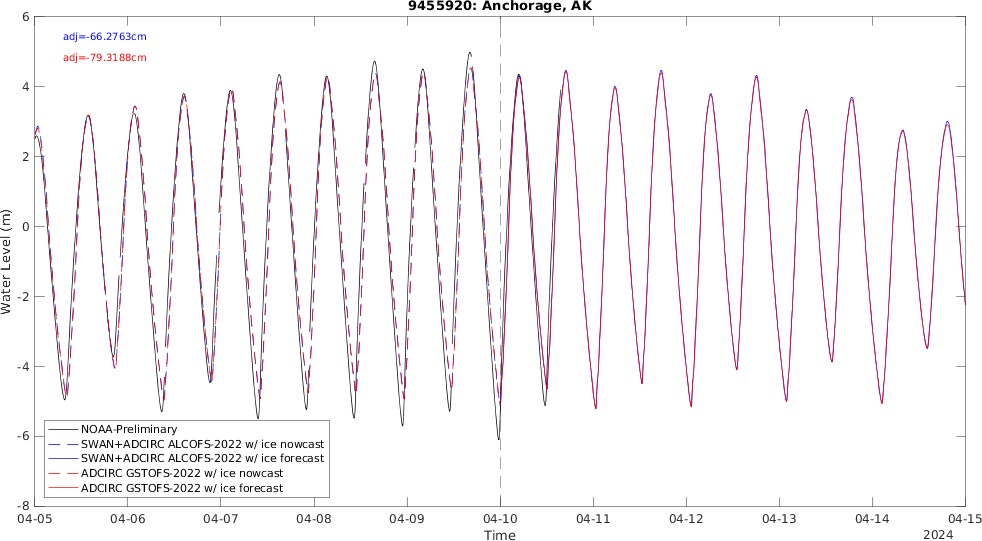 9455920: Anchorage, AK
adj=-66.2763cm
adj=-79.3188cm
6
4
2
0
-2
-4
-6
-8
Water Level (m)
NOAA-Preliminary
SWAN+ADCIRC ALCOFS-2022 w/ ice nowcast
SWAN+ADCIRC ALCOFS-2022 w/ ice forecast
ADCIRC GSTOFS-2022 w/ ice nowcast
ADCIRC GSTOFS-2022 w/ ice forecast
04-05 04-06 04-07 04-08 04-09 04-10 04-11 04-12 04-13 04-14 04-15
Time
2024